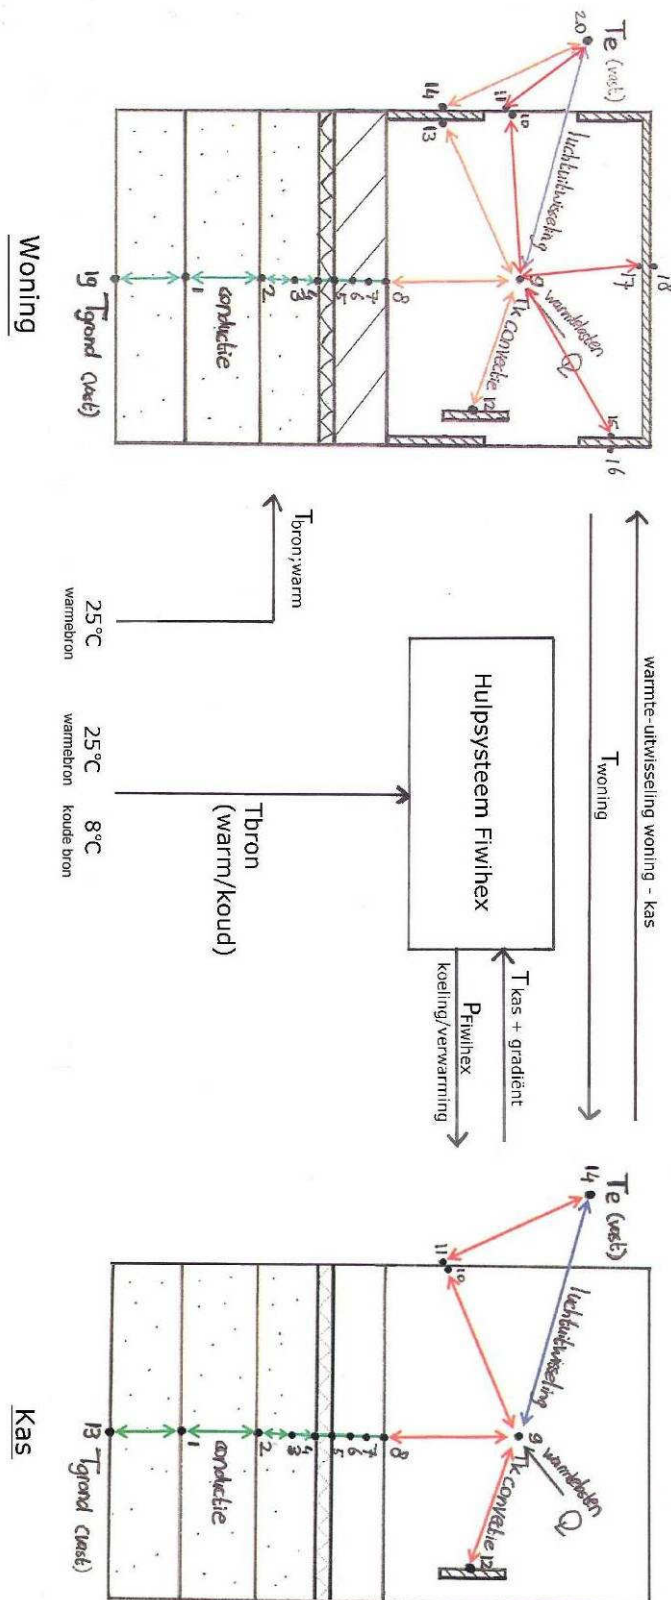 20
Te (vast)
luchtuitwisseling
18
17
14
13
11
10
9
warmtelasten
Q
Tk convectie
12
15
16
8
7
6
5
4
3
2
conductie
1
19 Tgrond (vast)
Woning
warmte-uitwisseling woning - kas
Twoning
Hulpsysteem Fiwihex
T kas + gradiënt
PFiwihex
koeling/verwarming
Tbron;warm
Tbron
(warm/koud)
25°C
warmebron
25°C
warmebron
8°C
koude bron
14
Te (vast)
luchtuitwisseling
11
10
9
warmtelasten
Q
Tk convectie
12
8
7
6
5
4
3
2
conductie
1
13 Tgrond (vast)
Kas